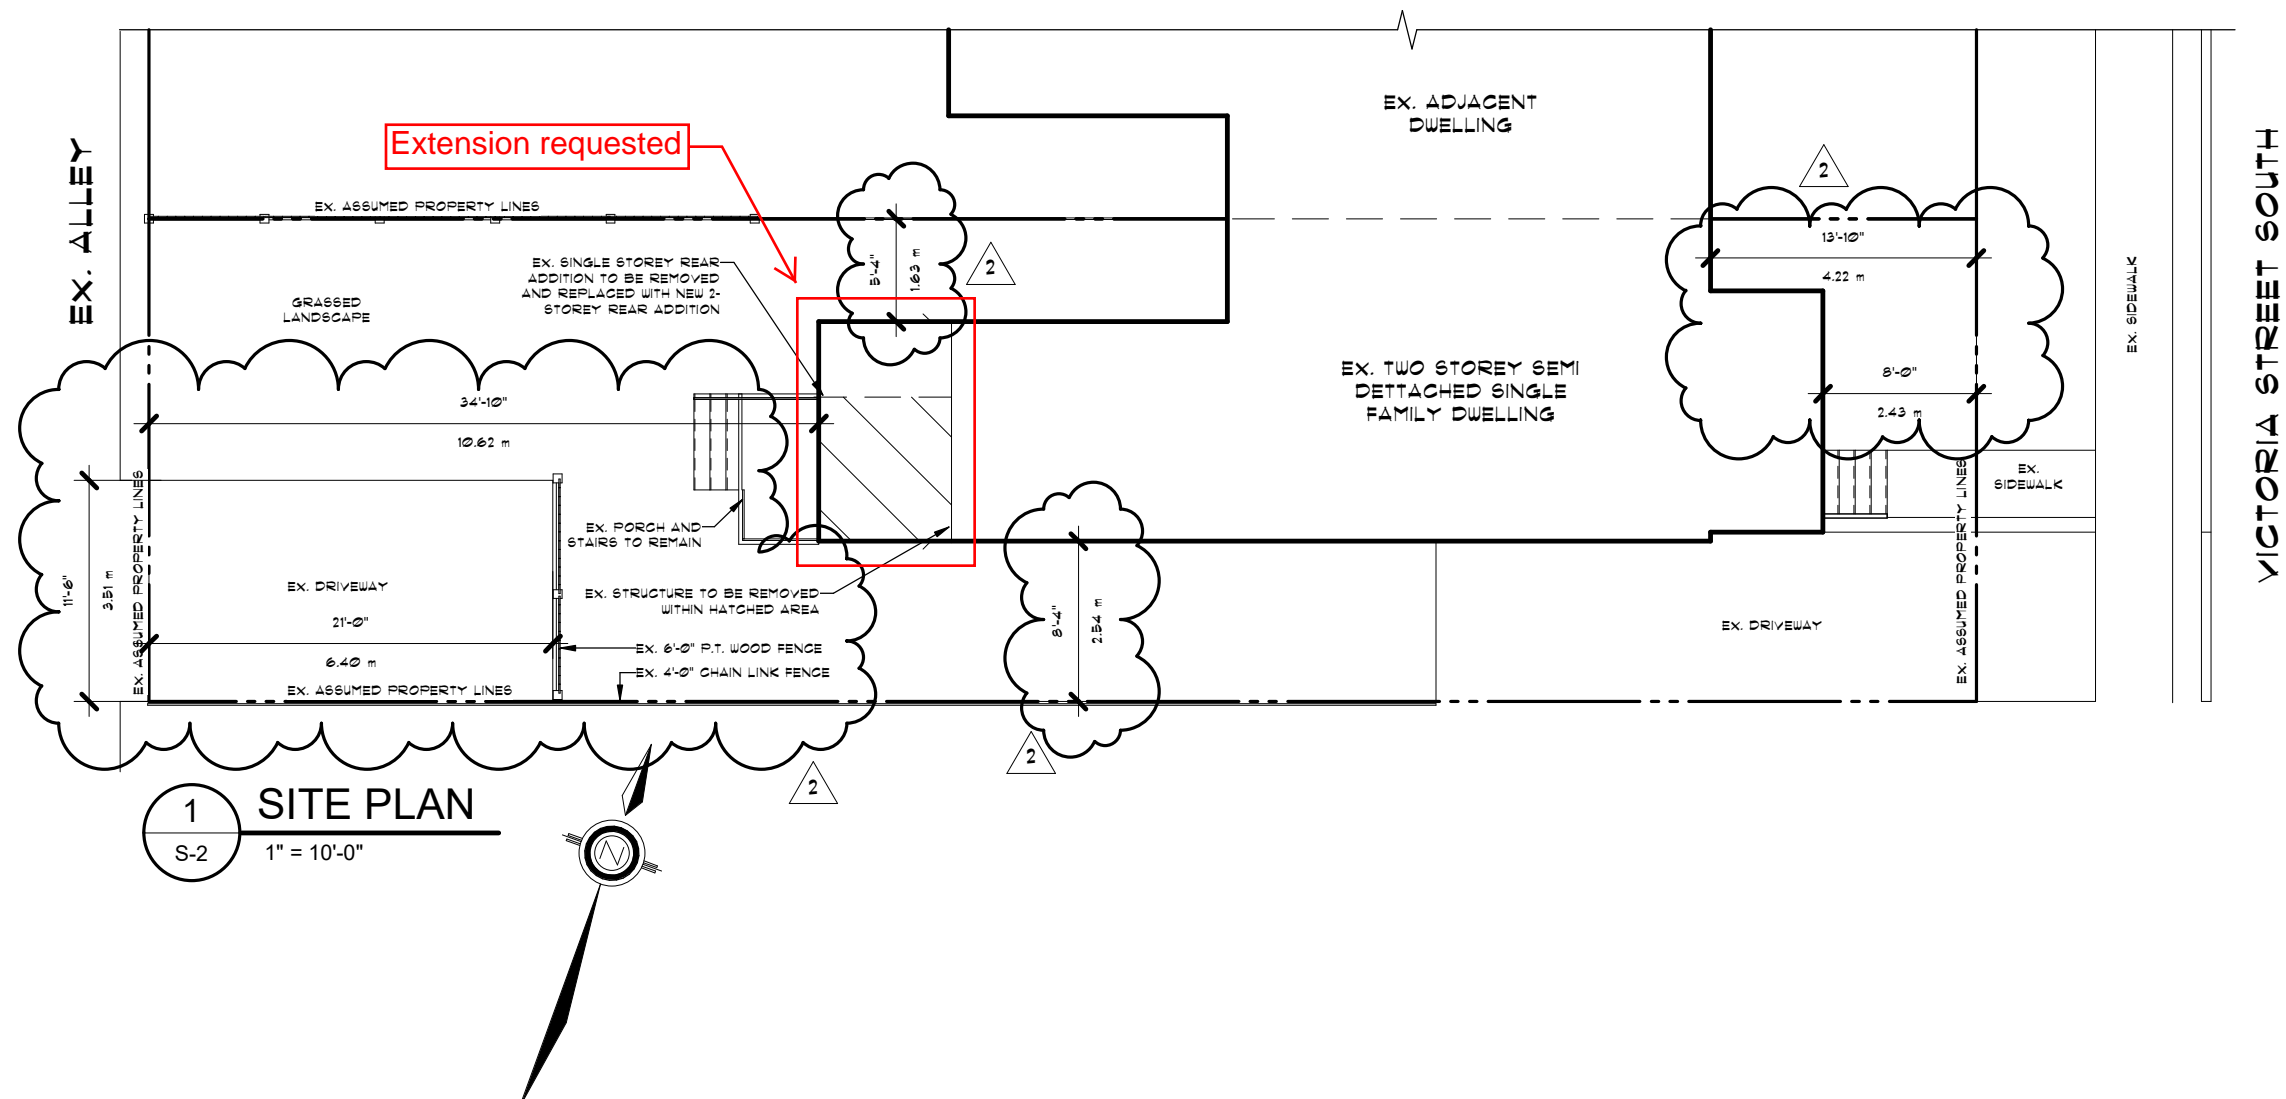 EX. ADJACENT
DWELLING
EX. ALLEY
Extension requested
2
VICTORIA STREET SOUTH
EX. ASSUMED PROPERTY LINES
13'-10"
4.22 m
5'-4"
1.63 m
2
EX. SINGLE STOREY REAR
ADDITION TO BE REMOVED
AND REPLACED WITH NEW 2-
STOREY REAR ADDITION
GRASSED
LANDSCAPE
EX. SIDEWALK
EX. TWO STOREY SEMI
DETTACHED SINGLE
FAMILY DWELLING
8'-0"
2.43 m
34'-10"
10.62 m
EX.
SIDEWALK
EX. ASSUMED PROPERTY LINES
EX. ASSUMED PROPERTY LINES
EX. PORCH AND
STAIRS TO REMAIN
11'-6"
3.51 m
EX. DRIVEWAY
EX. STRUCTURE TO BE REMOVED
WITHIN HATCHED AREA
8'-4"
2.54 m
21'-0"
6.40 m
EX. DRIVEWAY
EX. 6'-0" P.T. WOOD FENCE
EX. 4'-0" CHAIN LINK FENCE
EX. ASSUMED PROPERTY LINES
2
2
1
SITE PLAN
S-2
1" = 10'-0"
N